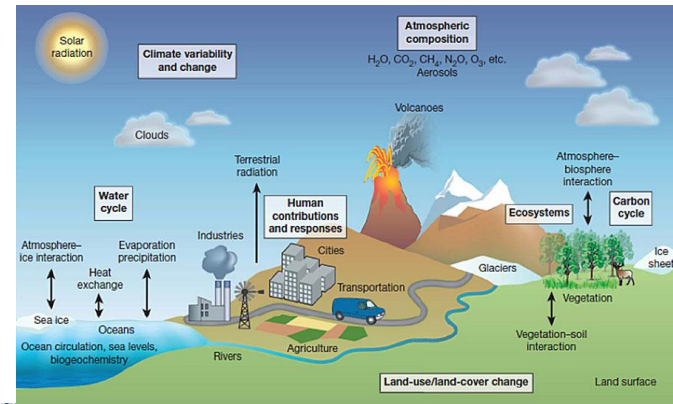 Solar
radiation
Climate variability
and change
Atmospheric
composition
H₂O, CO₂, CH₄, N₂O, O₃, etc.
Aerosols
Volcanoes
Clouds
Terrestrial
radiation
Atmosphere–
biosphere
interaction
Water
cycle
Human
contributions
and responses
Ecosystems
Carbon
cycle
Industries
Cities
Atmosphere–
ice interaction
Evaporation
precipitation
Heat
exchange
Transportation
Glaciers
Ice
sheet
Vegetation
Sea ice
Oceans
Ocean circulation, sea levels,
biogeochemistry
Rivers
Agriculture
Vegetation–soil
interaction
Land-use/land-cover change
Land surface